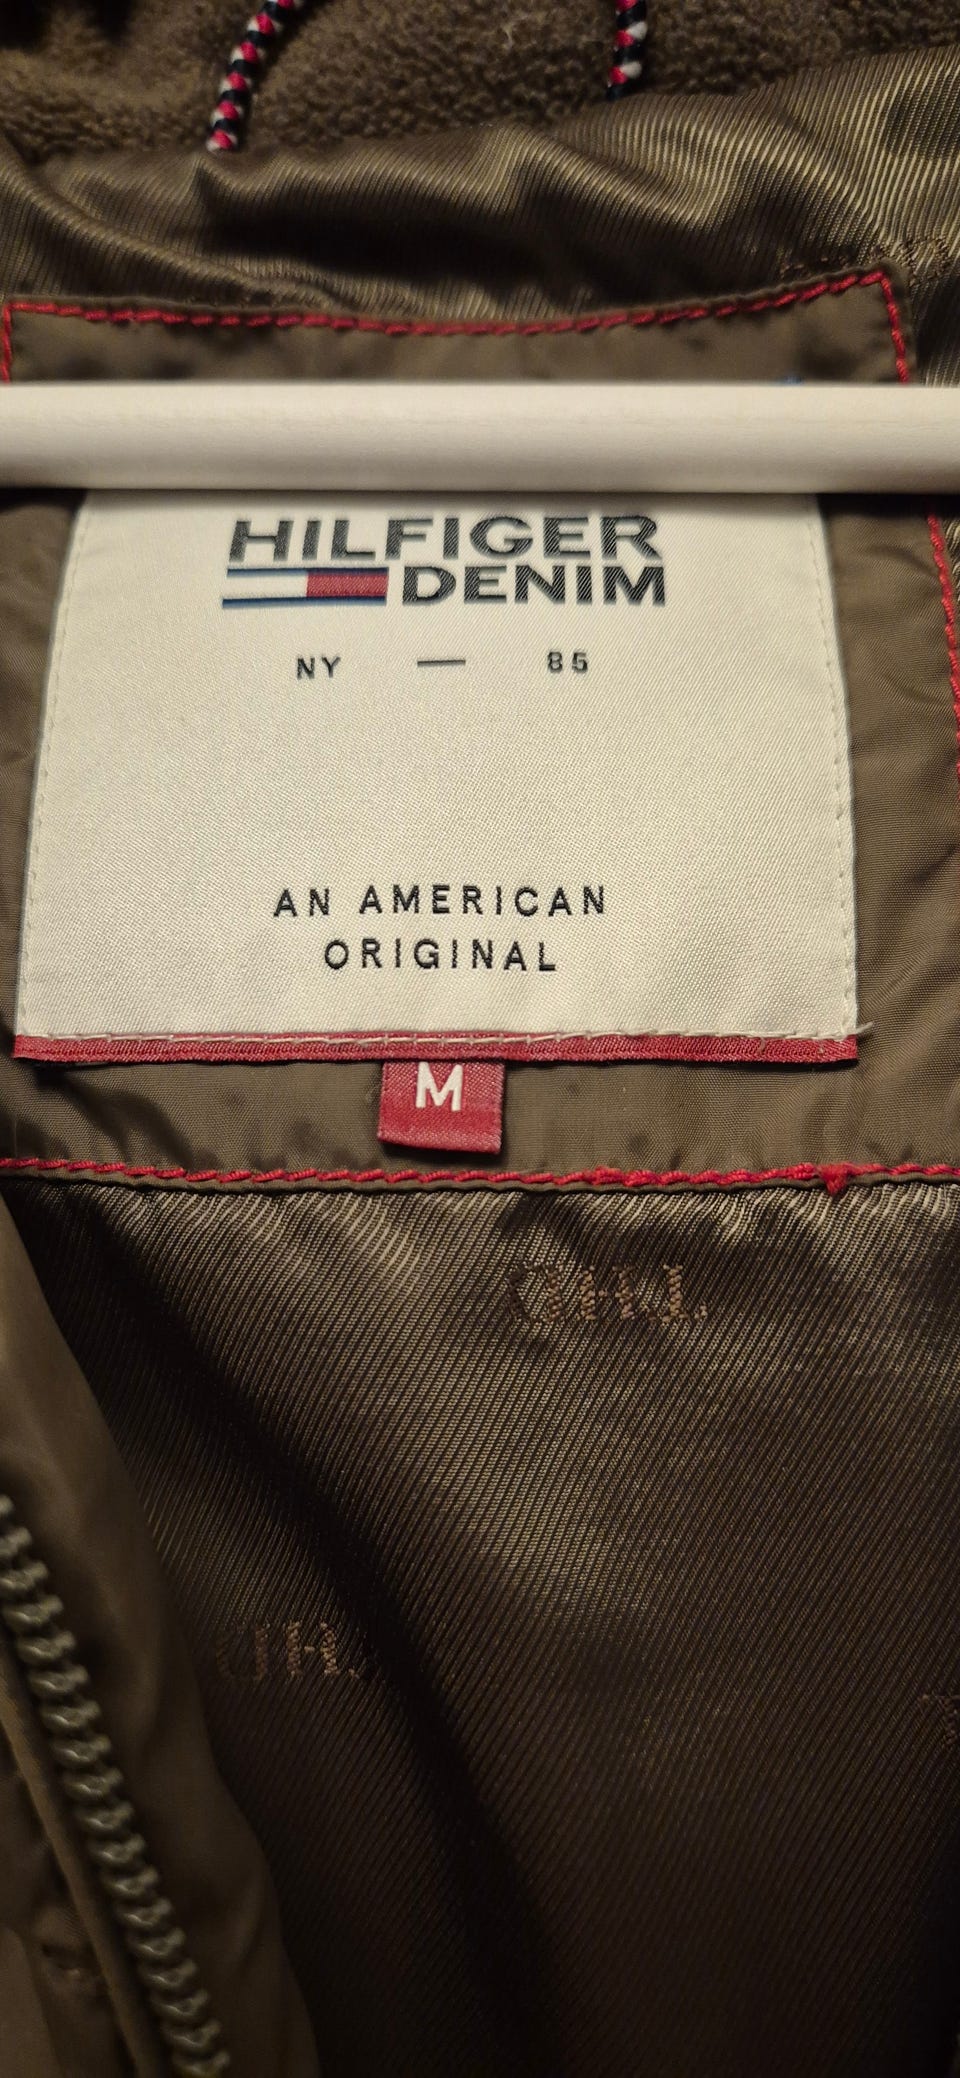 HILFIGER
DENIM
NY — 85
AN AMERICAN
ORIGINAL
M